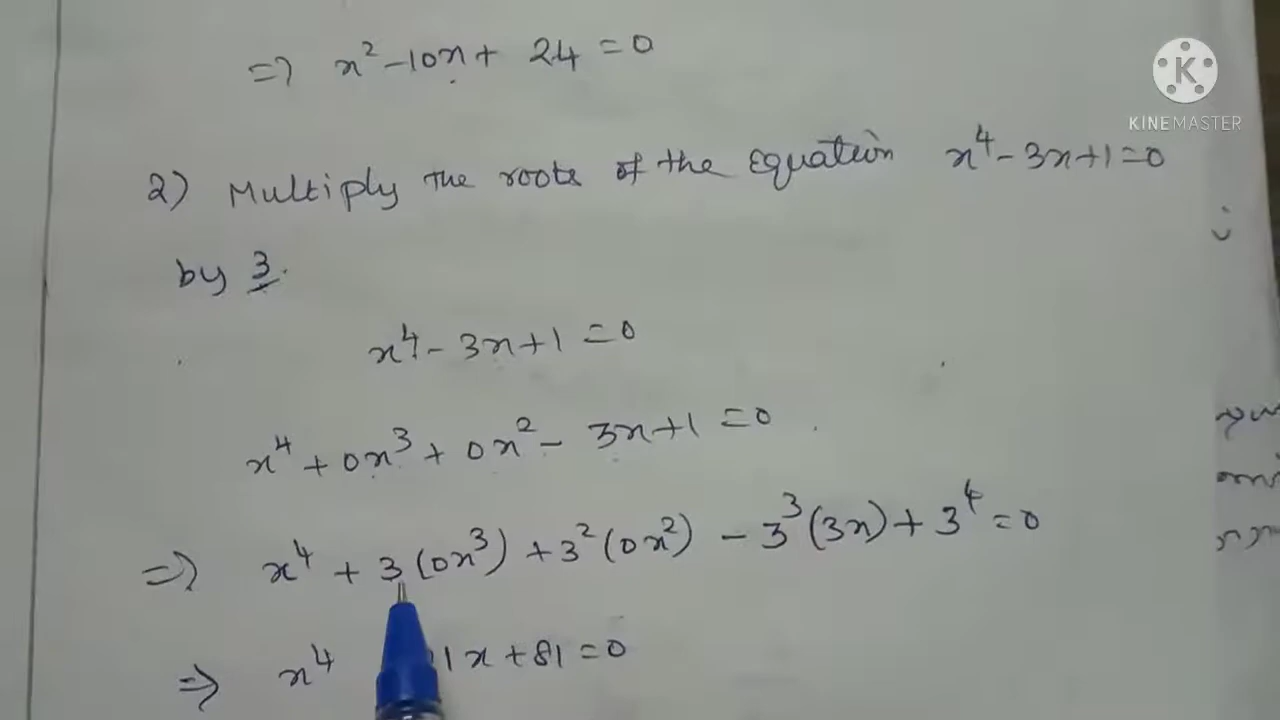 => x² - 10x + 24 = 0
KINEMASTER
2) Multiply the roots of the equation x⁴ - 3x + 1 = 0
by 3.
x⁴ - 3x + 1 = 0
x⁴ + 0x³ + 0x² - 3x + 1 = 0
=> x⁴ + 3(0x³) + 3²(0x²) - 3³(3x) + 3⁴ = 0
=> x⁴ 1x + 81 = 0